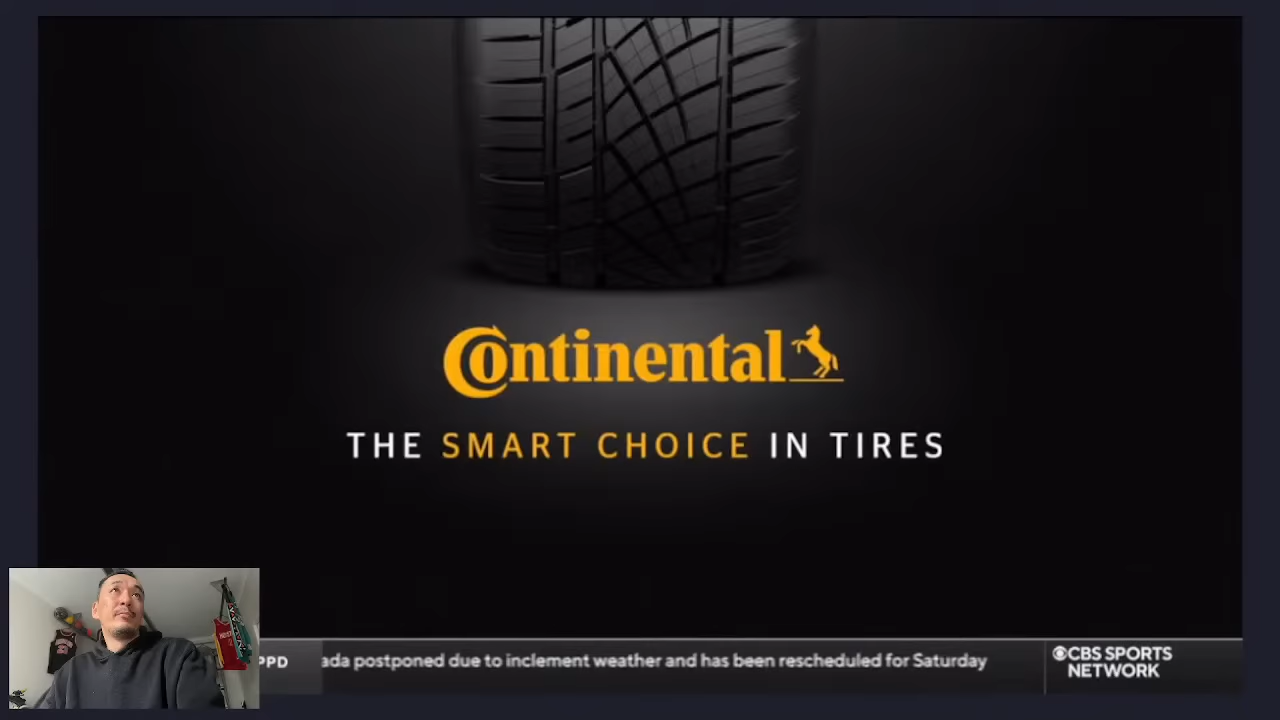 Continental
THE SMART CHOICE IN TIRES
PPD
ada postponed due to inclement weather and has been rescheduled for Saturday
CBS SPORTS
NETWORK